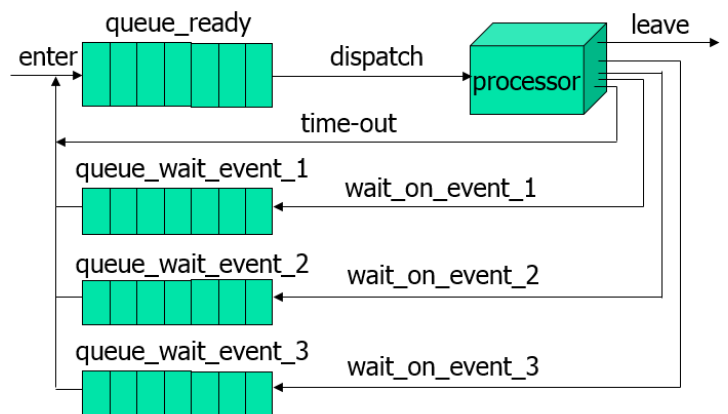 queue_ready
leave
enter
dispatch
processor
time-out
queue_wait_event_1
wait_on_event_1
queue_wait_event_2
wait_on_event_2
queue_wait_event_3
wait_on_event_3